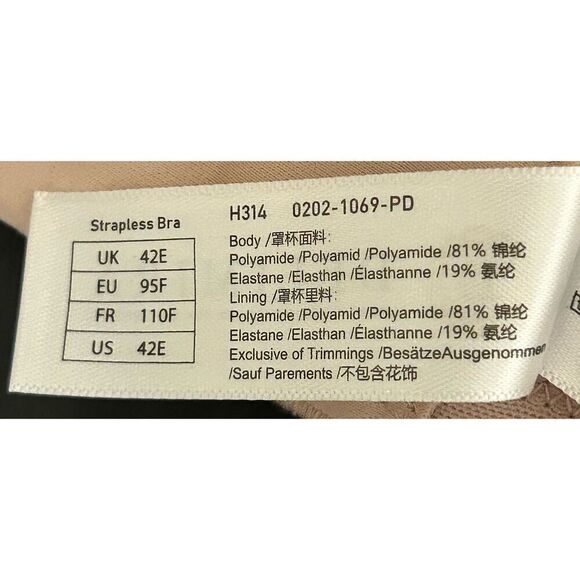 Strapless Bra
UK 42E
EU 95F
FR 110F
US 42E
H314 0202-1069-PD
Body /罩杯面料:
Polyamide /Polyamid /Polyamide /81% 锦纶
Elastane /Elasthan /Élasthanne /19% 氨纶
Lining /罩杯里料:
Polyamide /Polyamid /Polyamide /81% 锦纶
Elastane /Elasthan /Élasthanne /19% 氨纶
Exclusive of Trimmings /BesätzeAusgenommen
/Sauf Parements /不包含花饰